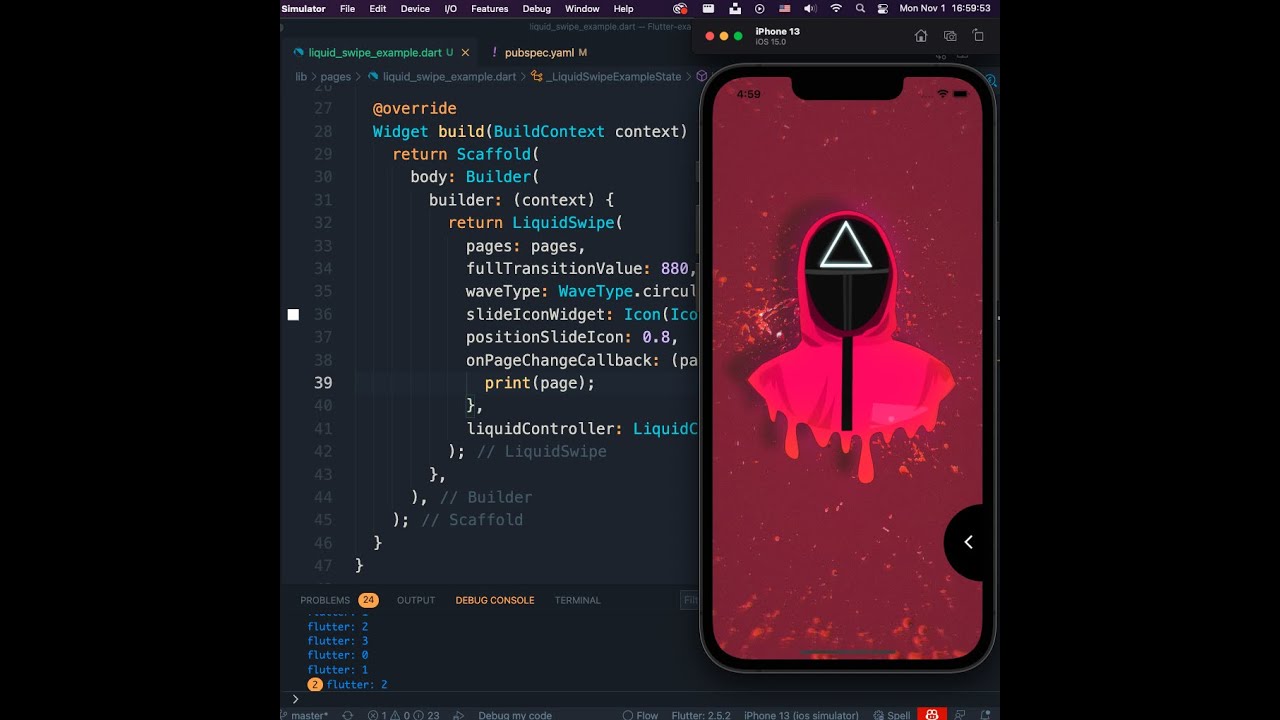 Simulator File Edit Device I/O Features Debug Window Help Mon Nov 1 16:59:53
liquid_swipe_example.dart — Flutter-exa
iPhone 13
iOS 15.0
liquid_swipe_example.dart U × ! pubspec.yaml M
lib > pages > liquid_swipe_example.dart > _LiquidSwipeExampleState >
26
27 @override
28 Widget build(BuildContext context)
29 return Scaffold(
30 body: Builder(
31 builder: (context) {
32 return LiquidSwipe(
33 pages: pages,
34 fullTransitionValue: 880,
35 waveType: WaveType.circul
36 slideIconWidget: Icon(Ico
37 positionSlideIcon: 0.8,
38 onPageChangeCallback: (pa
39 print(page);
40 },
41 liquidController: LiquidC
42 ); // LiquidSwipe
43 },
44 ), // Builder
45 ); // Scaffold
46 }
47 }
4:59
PROBLEMS 24 OUTPUT DEBUG CONSOLE TERMINAL Filt
flutter: 1
flutter: 2
flutter: 3
flutter: 0
flutter: 1
2 flutter: 2
>
master* 1 0 23 Debug my code Flow Flutter: 2.5.2 iPhone 13 (ios simulator) Spell